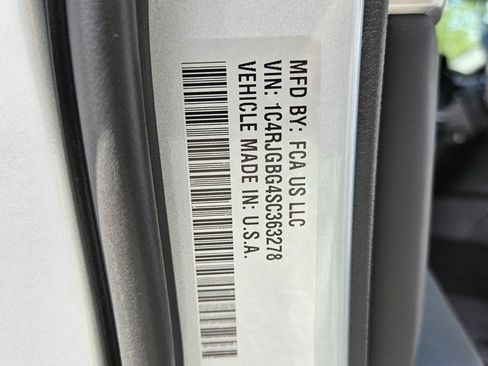 MFD BY: FCA US LLC
VIN: 1C4RJGBG4SC363278
VEHICLE MADE IN: U.S.A.